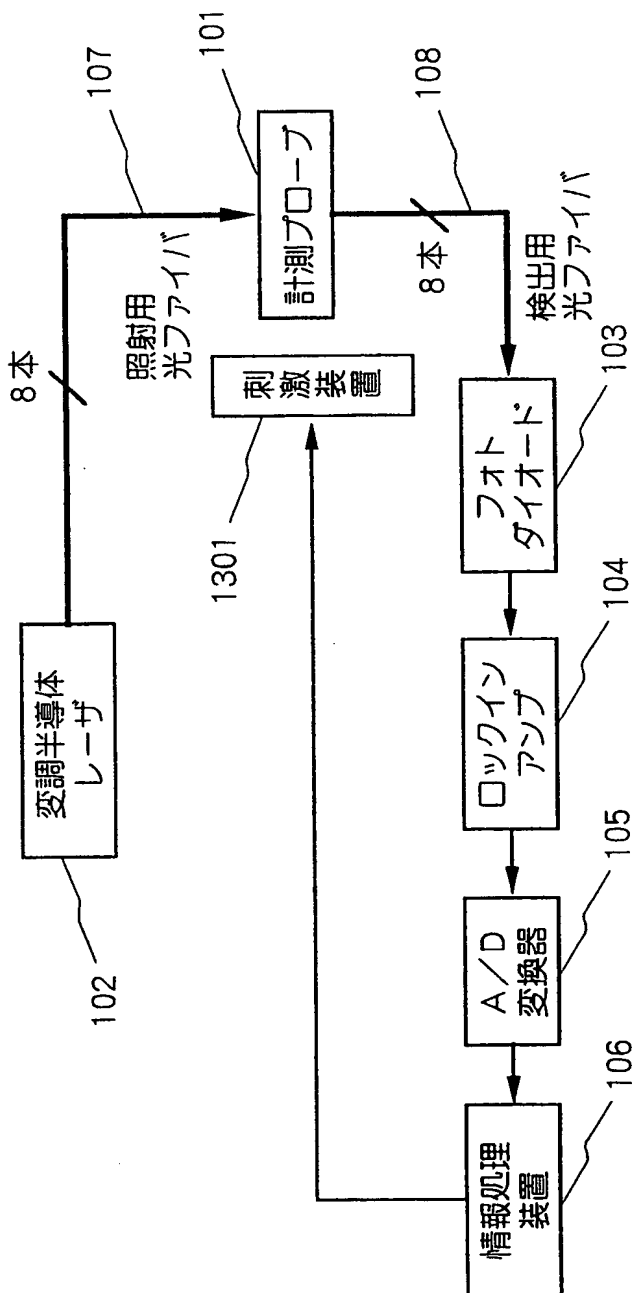 8本
107
照射用
光ファイバ
変調半導体
レーザ
102
101
計測プローブ
刺激装置
1301
8本
108
検出用
光ファイバ
フォト
ダイオード
103
ロックイン
アンプ
104
A/D
変換器
105
情報処理
装置
106